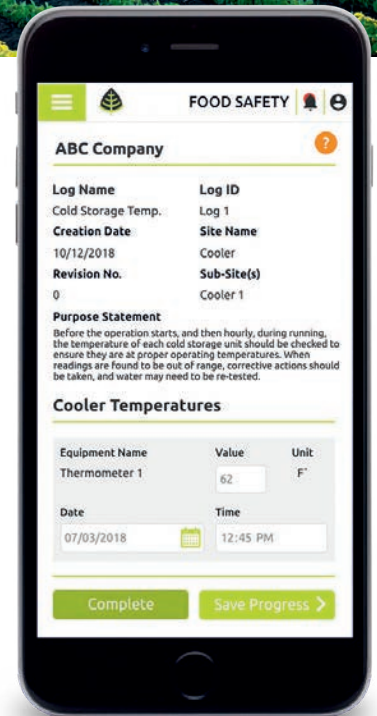 FOOD SAFETY
ABC Company
?
Log Name Log ID
Cold Storage Temp. Log 1
Creation Date Site Name
10/12/2018 Cooler
Revision No. Sub-Site(s)
0 Cooler 1
Purpose Statement
Before the operation starts, and then hourly, during running,
the temperature of each cold storage unit should be checked to
ensure they are at proper operating temperatures. When
readings are found to be out of range, corrective actions should
be taken, and water may need to be re-tested.
Cooler Temperatures
Equipment Name Value Unit
Thermometer 1 62 F°
Date Time
07/03/2018 12:45 PM
Complete Save Progress >